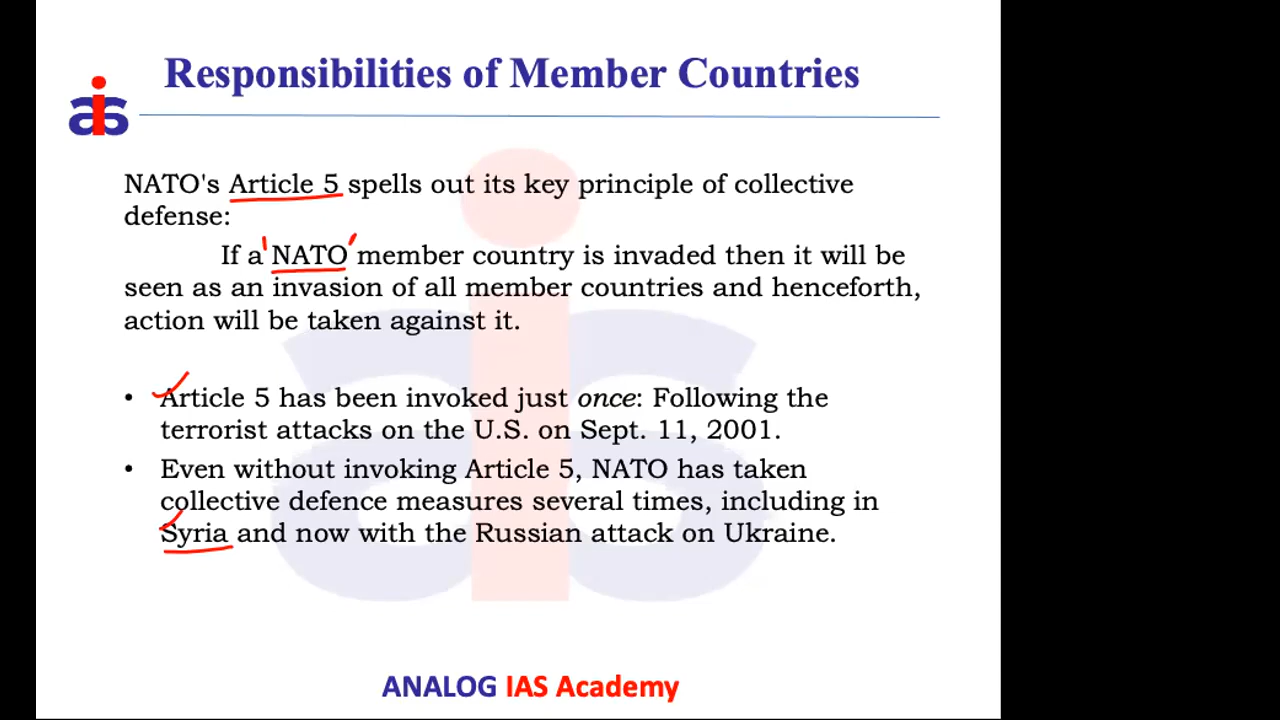 Responsibilities of Member Countries
NATO's Article 5 spells out its key principle of collective
defense:
If a 'NATO' member country is invaded then it will be
seen as an invasion of all member countries and henceforth,
action will be taken against it.
• Article 5 has been invoked just once: Following the
terrorist attacks on the U.S. on Sept. 11, 2001.
• Even without invoking Article 5, NATO has taken
collective defence measures several times, including in
Syria and now with the Russian attack on Ukraine.
ANALOG IAS Academy